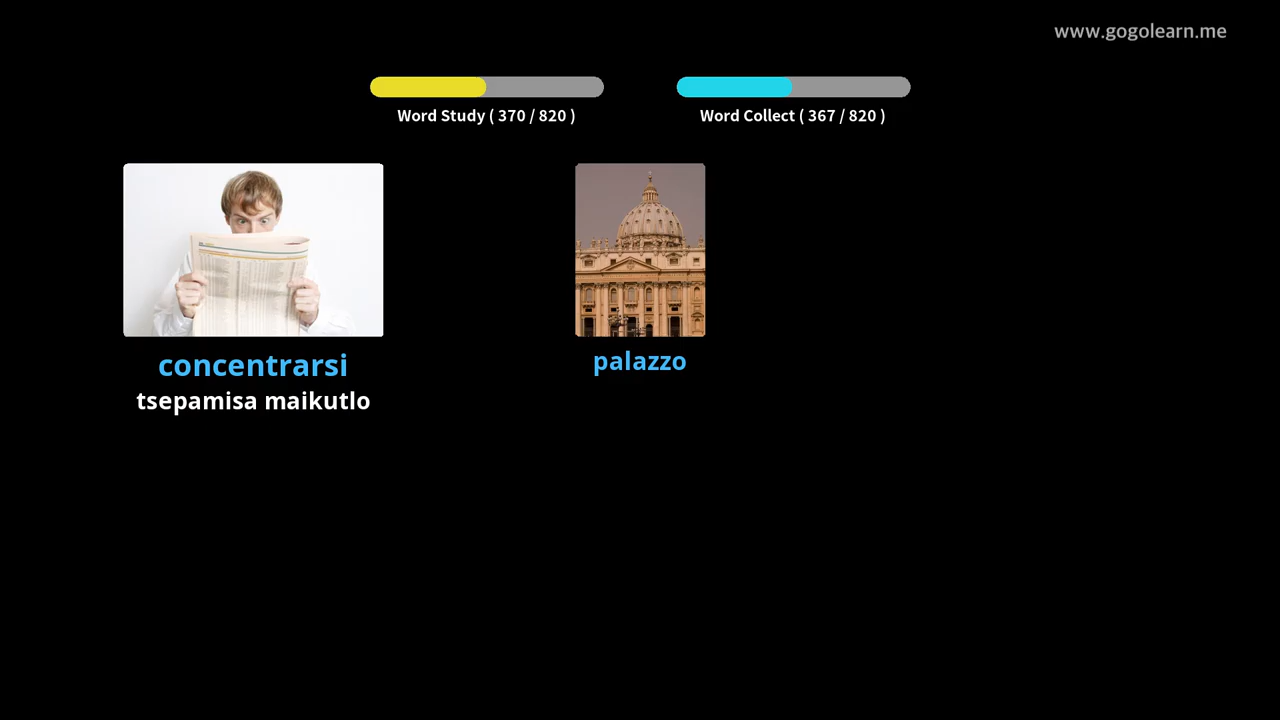 www.gogolearn.me
Word Study ( 370 / 820 )
Word Collect ( 367 / 820 )
concentrarsi
tsepamisa maikutlo
palazzo